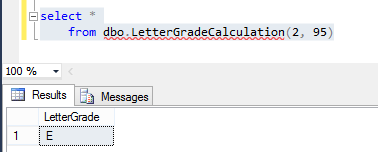 select *
from dbo.LetterGradeCalculation(2, 95)
100 %
Results Messages
LetterGrade
1 E